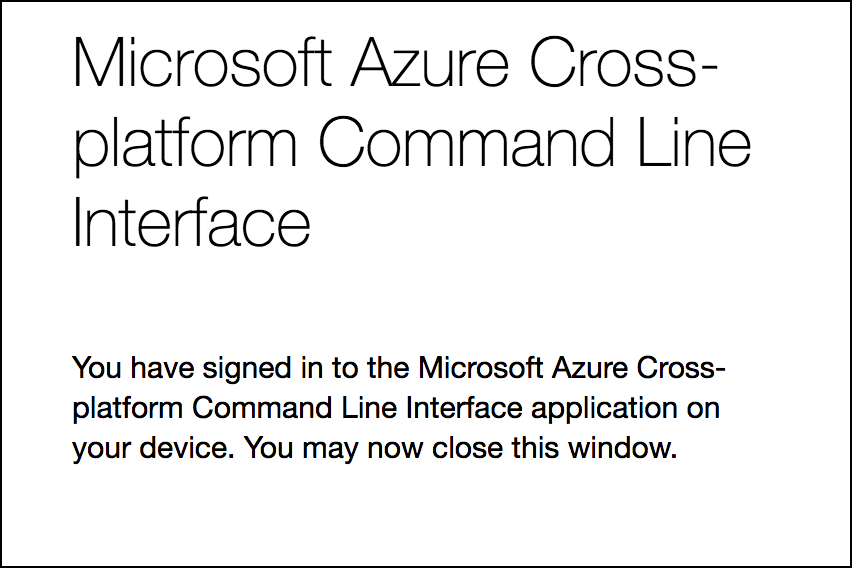 Microsoft Azure Cross-
platform Command Line
Interface
You have signed in to the Microsoft Azure Cross-
platform Command Line Interface application on
your device. You may now close this window.